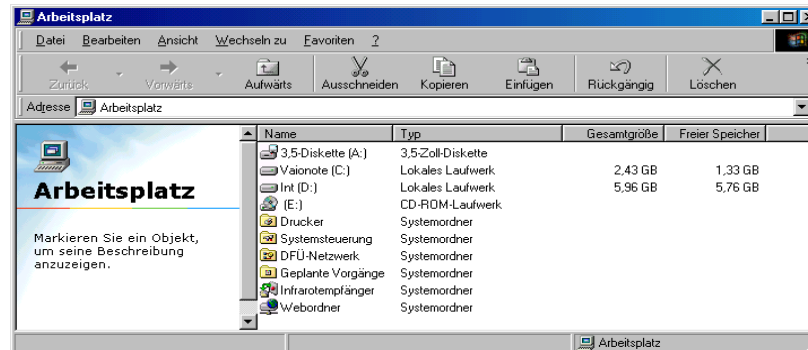 Arbeitsplatz
Datei Bearbeiten Ansicht Wechseln zu Favoriten ?
Zurück Vorwärts Aufwärts Ausschneiden Kopieren Einfügen Rückgängig Löschen
Adresse Arbeitsplatz
Name Typ Gesamtgröße Freier Speicher
3,5-Diskette (A:) 3,5-Zoll-Diskette
Vaionote (C:) Lokales Laufwerk 2,43 GB 1,33 GB
Int (D:) Lokales Laufwerk 5,96 GB 5,76 GB
(E:) CD-ROM-Laufwerk
Drucker Systemordner
Systemsteuerung Systemordner
DFÜ-Netzwerk Systemordner
Geplante Vorgänge Systemordner
Infrarotempfänger Systemordner
Webordner Systemordner
Arbeitsplatz
Markieren Sie ein Objekt,
um seine Beschreibung
anzuzeigen.
Arbeitsplatz